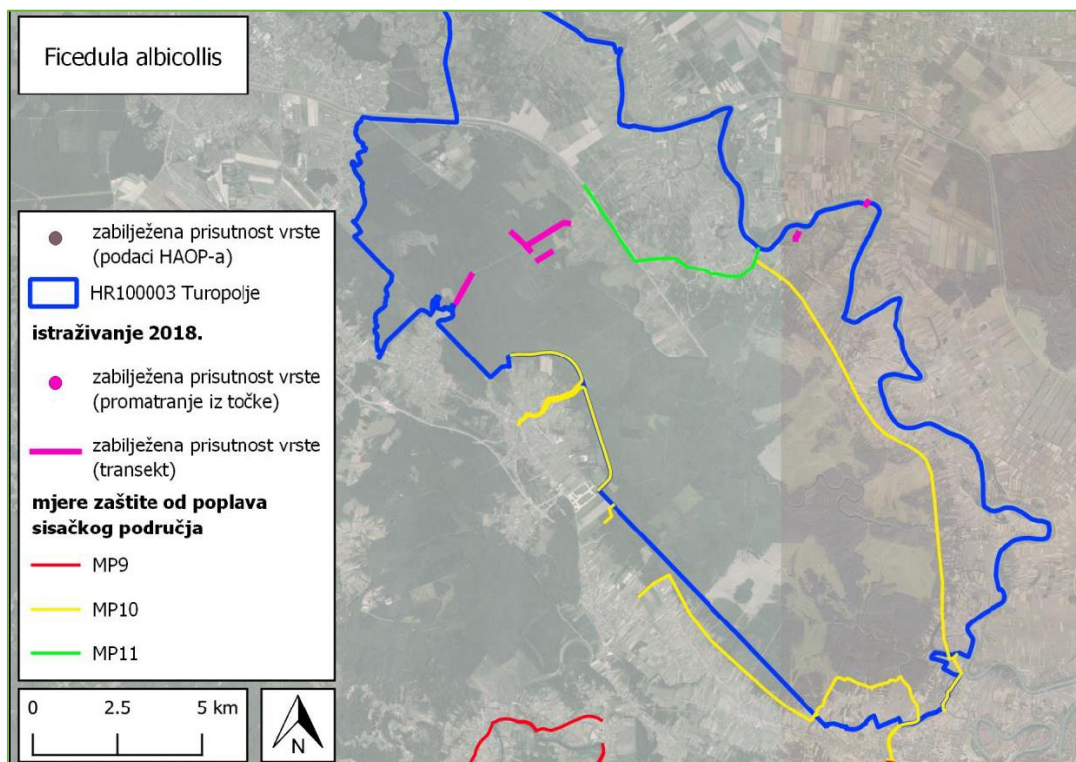 Ficedula albicollis
zabilježena prisutnost vrste
(podaci HAOP-a)
HR100003 Turopolje
istraživanje 2018.
zabilježena prisutnost vrste
(promatranje iz točke)
zabilježena prisutnost vrste
(transekt)
mjere zaštite od poplava
sisačkog područja
MP9
MP10
MP11
0 2.5 5 km
N